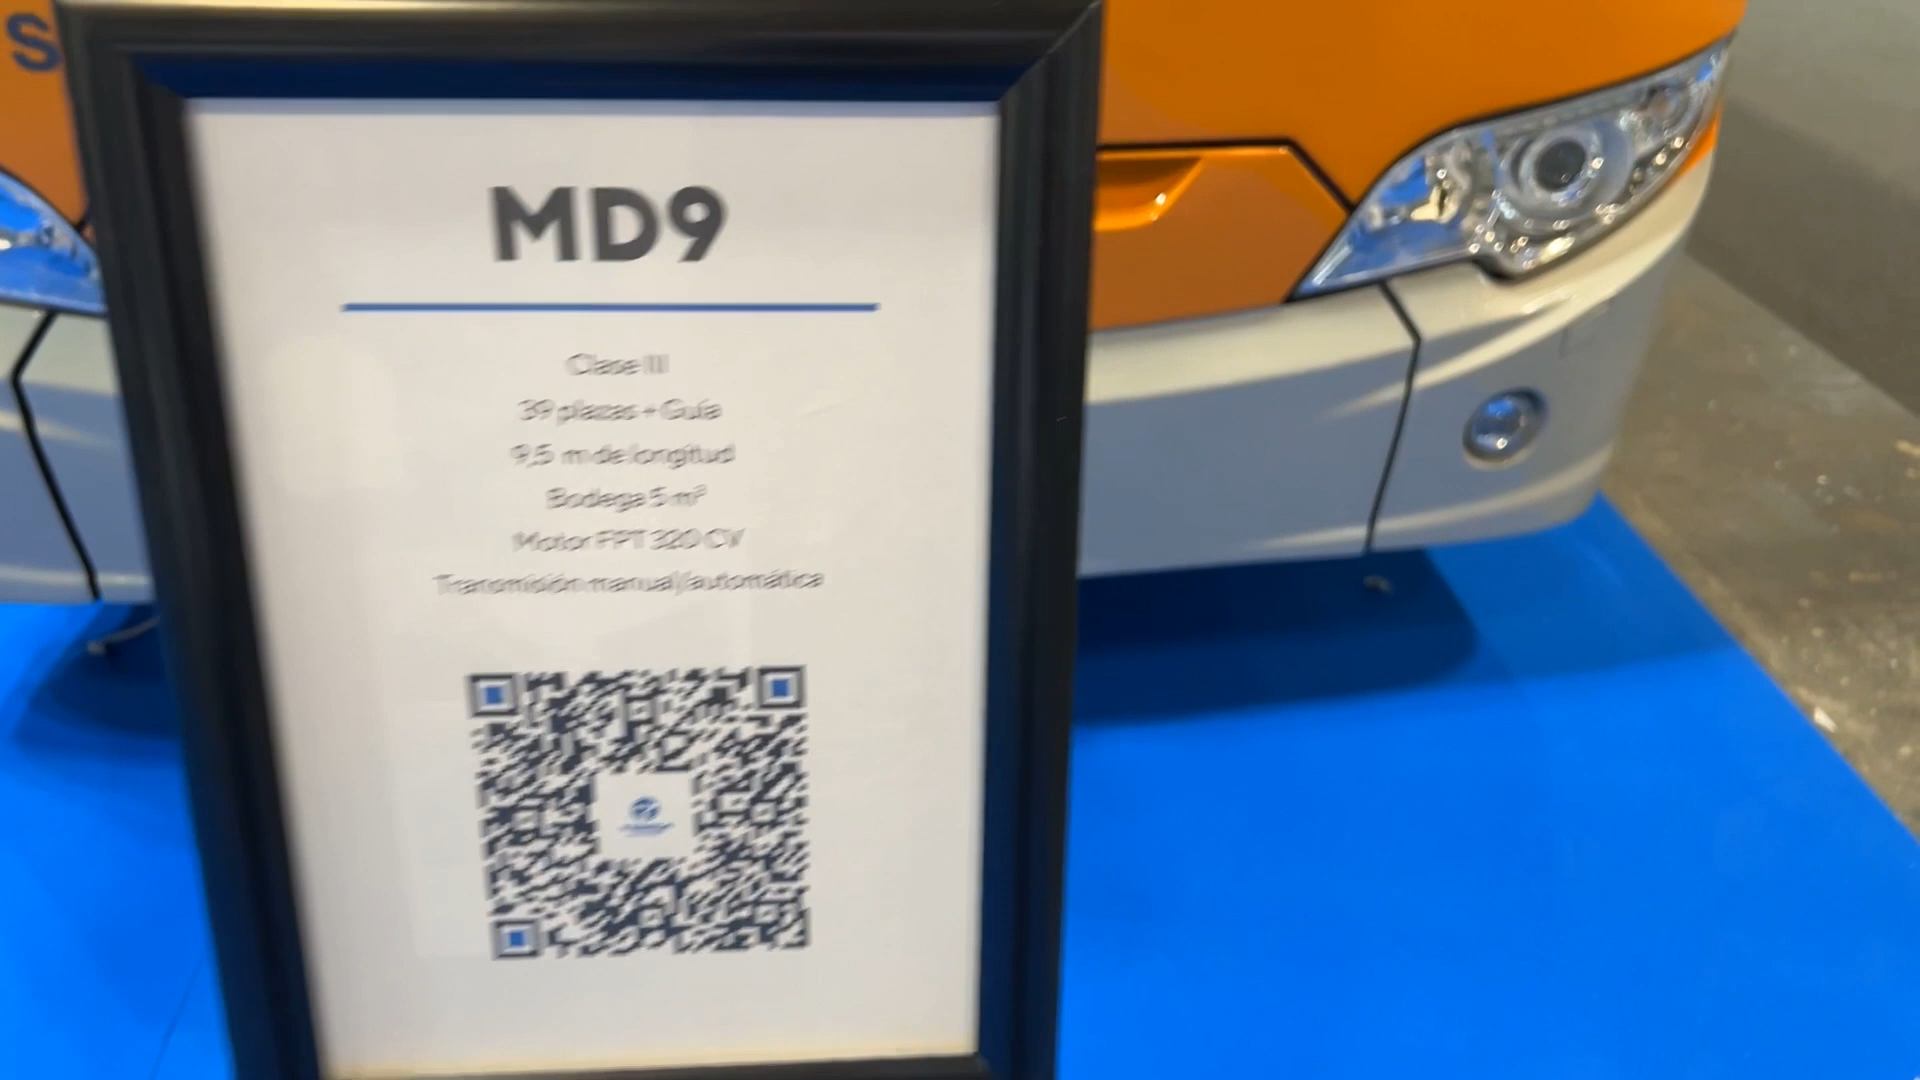 S
MD9
Clase III
39 plazas + Guía
9,5 m de longitud
Bodega 5 m³
Motor FPT 320 CV
Transmisión manual/automática